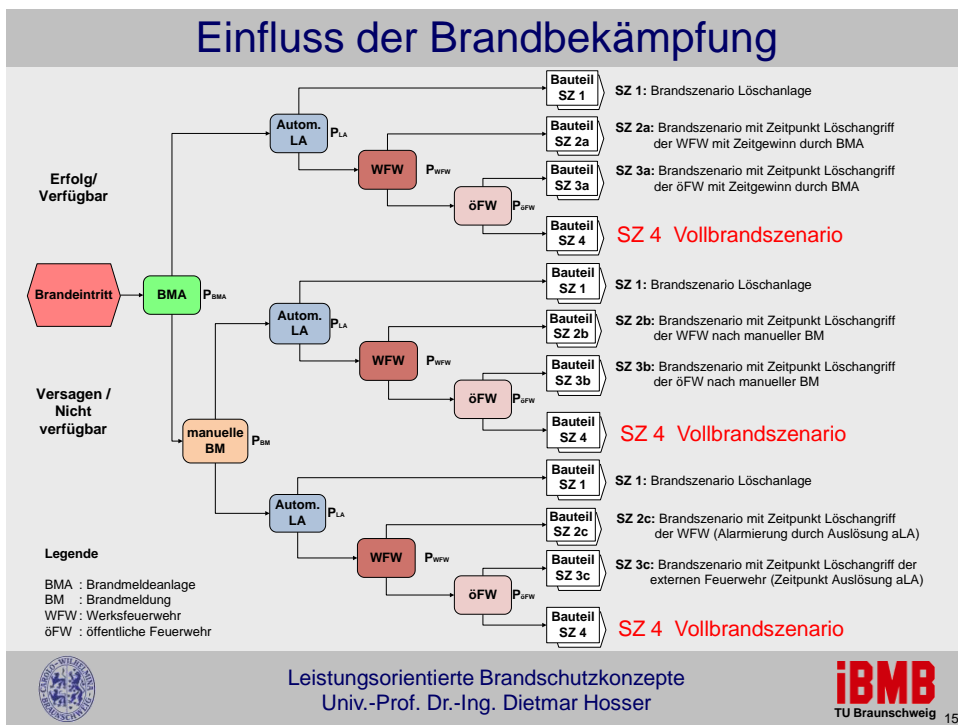 Einfluss der Brandbekämpfung
Bauteil
SZ 1
SZ 1: Brandszenario Löschanlage
Autom.
LA
PLA
Bauteil
SZ 2a
SZ 2a: Brandszenario mit Zeitpunkt Löschangriff
der WFW mit Zeitgewinn durch BMA
WFW
PWFW
Bauteil
SZ 3a
SZ 3a: Brandszenario mit Zeitpunkt Löschangriff
der öFW mit Zeitgewinn durch BMA
Erfolg/
Verfügbar
öFW
PöFW
Bauteil
SZ 4
SZ 4 Vollbrandszenario
Brandeintritt
BMA
PBMA
Bauteil
SZ 1
SZ 1: Brandszenario Löschanlage
Autom.
LA
PLA
Bauteil
SZ 2b
SZ 2b: Brandszenario mit Zeitpunkt Löschangriff
der WFW nach manueller BM
WFW
PWFW
Bauteil
SZ 3b
SZ 3b: Brandszenario mit Zeitpunkt Löschangriff
der öFW nach manueller BM
Versagen /
Nicht
verfügbar
öFW
PöFW
Bauteil
SZ 4
SZ 4 Vollbrandszenario
manuelle
BM
PBM
Bauteil
SZ 1
SZ 1: Brandszenario Löschanlage
Autom.
LA
PLA
Bauteil
SZ 2c
SZ 2c: Brandszenario mit Zeitpunkt Löschangriff
der WFW (Alarmierung durch Auslösung aLA)
WFW
PWFW
Bauteil
SZ 3c
SZ 3c: Brandszenario mit Zeitpunkt Löschangriff der
externen Feuerwehr (Zeitpunkt Auslösung aLA)
öFW
PöFW
Bauteil
SZ 4
SZ 4 Vollbrandszenario
Legende
BMA : Brandmeldeanlage
BM : Brandmeldung
WFW : Werksfeuerwehr
öFW : öffentliche Feuerwehr
CAROLO-WILHELMINA
BRAUNSCHWEIG
Leistungsorientierte Brandschutzkonzepte
Univ.-Prof. Dr.-Ing. Dietmar Hosser
iBMB
TU Braunschweig
15